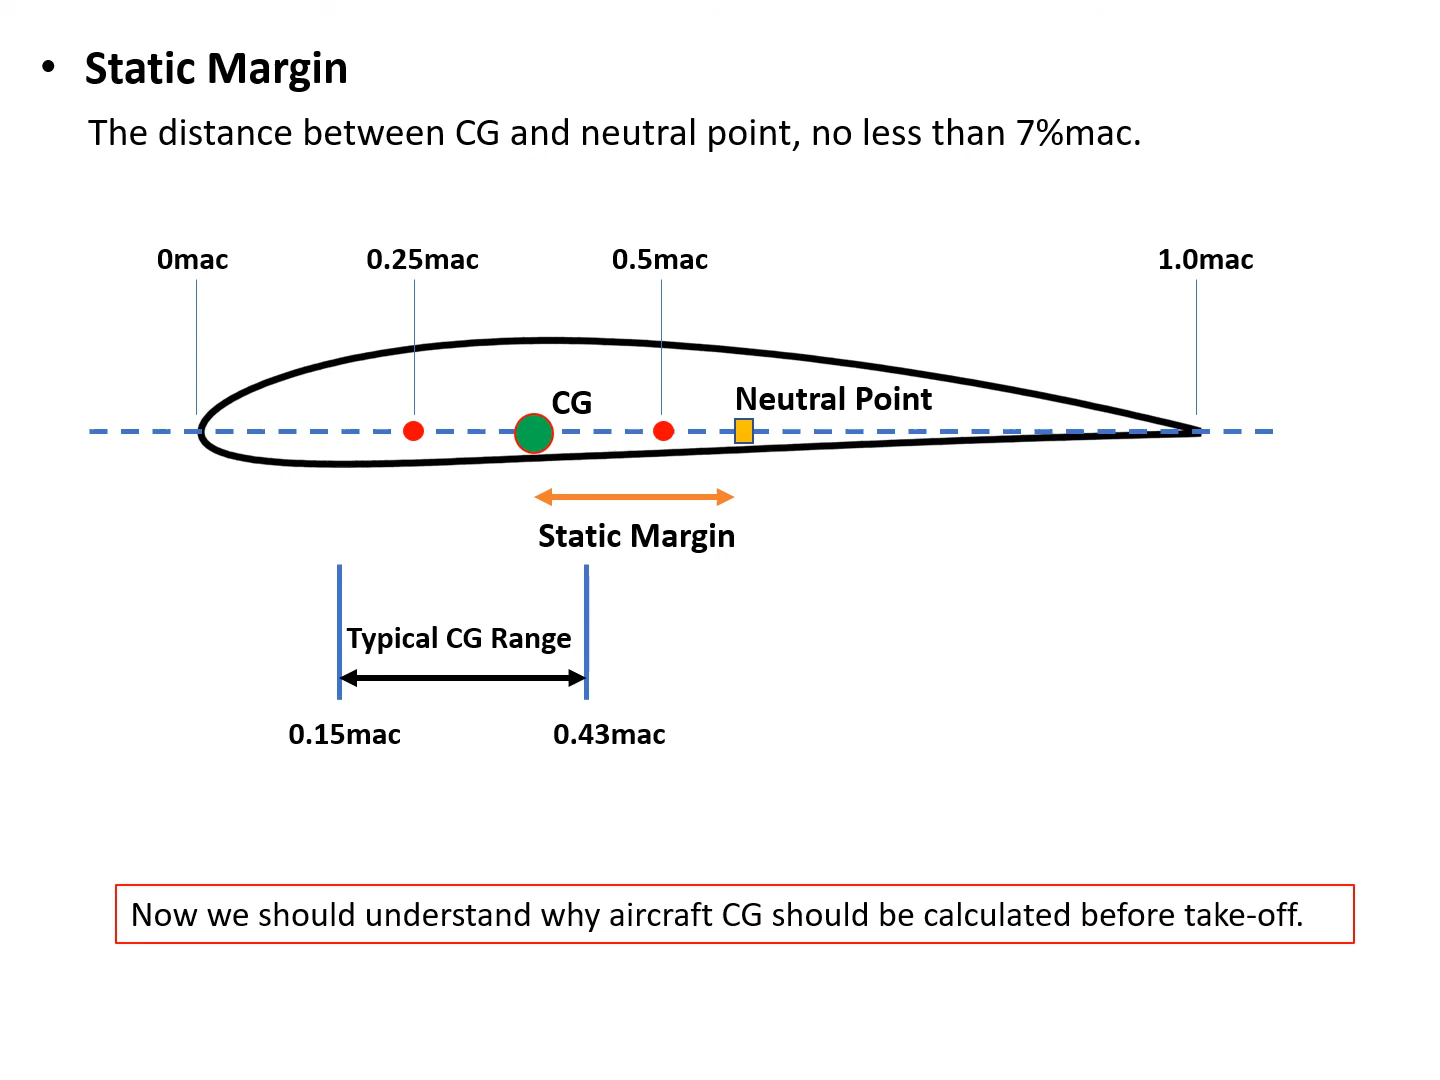 • Static Margin
The distance between CG and neutral point, no less than 7%mac.
0mac 0.25mac 0.5mac 1.0mac
CG Neutral Point
Static Margin
Typical CG Range
0.15mac 0.43mac
Now we should understand why aircraft CG should be calculated before take-off.